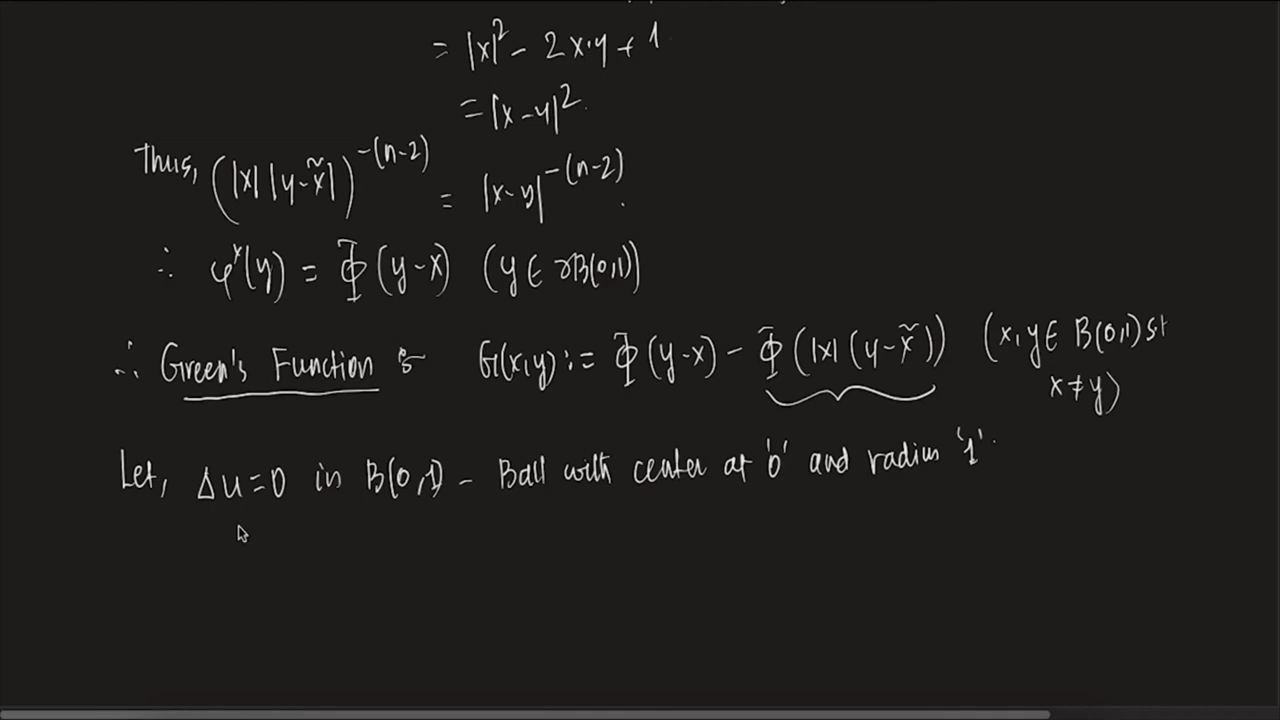 = |x|² - 2x·y + 1
= |x-y|².
Thus, (|x| |y-x̃|)^-(n-2) = |x-y|^-(n-2).
∴ φˣ(y) = Φ(y-x) (y ∈ ∂B(0,1))
∴ Green's Function is G(x,y) := Φ(y-x) - Φ(|x|(y-x̃)) (x,y ∈ B(0,1) st
x ≠ y)
Let, Δu=0 in B(0,1) - Ball with center at '0' and radius '1'.